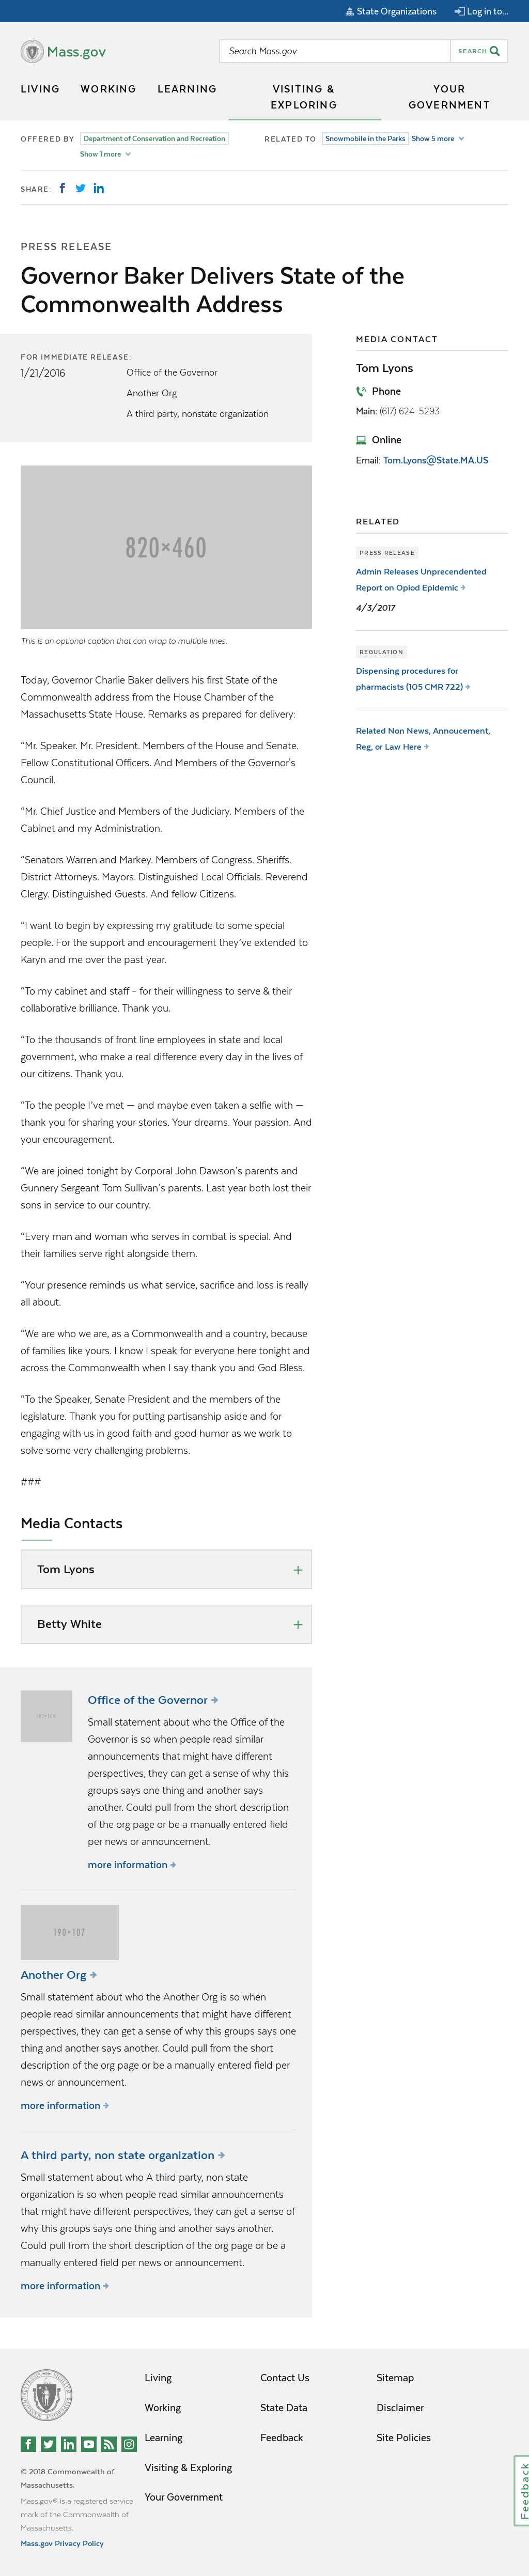 State Organizations
Log in to...
Mass.gov
Search Mass.gov
SEARCH
LIVING
WORKING
LEARNING
VISITING &
EXPLORING
YOUR
GOVERNMENT
OFFERED BY
Department of Conservation and Recreation
Show 1 more
RELATED TO
Snowmobile in the Parks
Show 5 more
SHARE:
PRESS RELEASE
Governor Baker Delivers State of the
Commonwealth Address
FOR IMMEDIATE RELEASE:
1/21/2016
Office of the Governor
Another Org
A third party, nonstate organization
820×460
This is an optional caption that can wrap to multiple lines.
Today, Governor Charlie Baker delivers his first State of the
Commonwealth address from the House Chamber of the
Massachusetts State House. Remarks as prepared for delivery:
“Mr. Speaker. Mr. President. Members of the House and Senate.
Fellow Constitutional Officers. And Members of the Governor's
Council.
“Mr. Chief Justice and Members of the Judiciary. Members of the
Cabinet and my Administration.
“Senators Warren and Markey. Members of Congress. Sheriffs.
District Attorneys. Mayors. Distinguished Local Officials. Reverend
Clergy. Distinguished Guests. And fellow Citizens.
“I want to begin by expressing my gratitude to some special
people. For the support and encouragement they’ve extended to
Karyn and me over the past year.
“To my cabinet and staff – for their willingness to serve & their
collaborative brilliance. Thank you.
“To the thousands of front line employees in state and local
government, who make a real difference every day in the lives of
our citizens. Thank you.
“To the people I’ve met — and maybe even taken a selfie with —
thank you for sharing your stories. Your dreams. Your passion. And
your encouragement.
“We are joined tonight by Corporal John Dawson’s parents and
Gunnery Sergeant Tom Sullivan’s parents. Last year both lost their
sons in service to our country.
“Every man and woman who serves in combat is special. And
their families serve right alongside them.
“Your presence reminds us what service, sacrifice and loss is really
all about.
“We are who we are, as a Commonwealth and a country, because
of families like yours. I know I speak for everyone here tonight and
across the Commonwealth when I say thank you and God Bless.
“To the Speaker, Senate President and the members of the
legislature. Thank you for putting partisanship aside and for
engaging with us in good faith and good humor as we work to
solve some very challenging problems.
###
Media Contacts
Tom Lyons
Betty White
MEDIA CONTACT
Tom Lyons
Phone
Main: (617) 624-5293
Online
Email: Tom.Lyons@State.MA.US
RELATED
PRESS RELEASE
Admin Releases Unprecendented
Report on Opiod Epidemic
4/3/2017
REGULATION
Dispensing procedures for
pharmacists (105 CMR 722)
Related Non News, Annoucement,
Reg, or Law Here
Office of the Governor
Small statement about who the Office of the
Governor is so when people read similar
announcements that might have different
perspectives, they can get a sense of why this
groups says one thing and another says
another. Could pull from the short description
of the org page or be a manually entered field
per news or announcement.
more information
190×107
Another Org
Small statement about who the Another Org is so when
people read similar announcements that might have different
perspectives, they can get a sense of why this groups says one
thing and another says another. Could pull from the short
description of the org page or be a manually entered field per
news or announcement.
more information
A third party, non state organization
Small statement about who A third party, non state
organization is so when people read similar announcements
that might have different perspectives, they can get a sense of
why this groups says one thing and another says another.
Could pull from the short description of the org page or be a
manually entered field per news or announcement.
more information
Living
Working
Learning
Visiting & Exploring
Your Government
Contact Us
State Data
Feedback
Sitemap
Disclaimer
Site Policies
© 2018 Commonwealth of
Massachusetts.
Mass.gov® is a registered service
mark of the Commonwealth of
Massachusetts.
Mass.gov Privacy Policy
Feedback